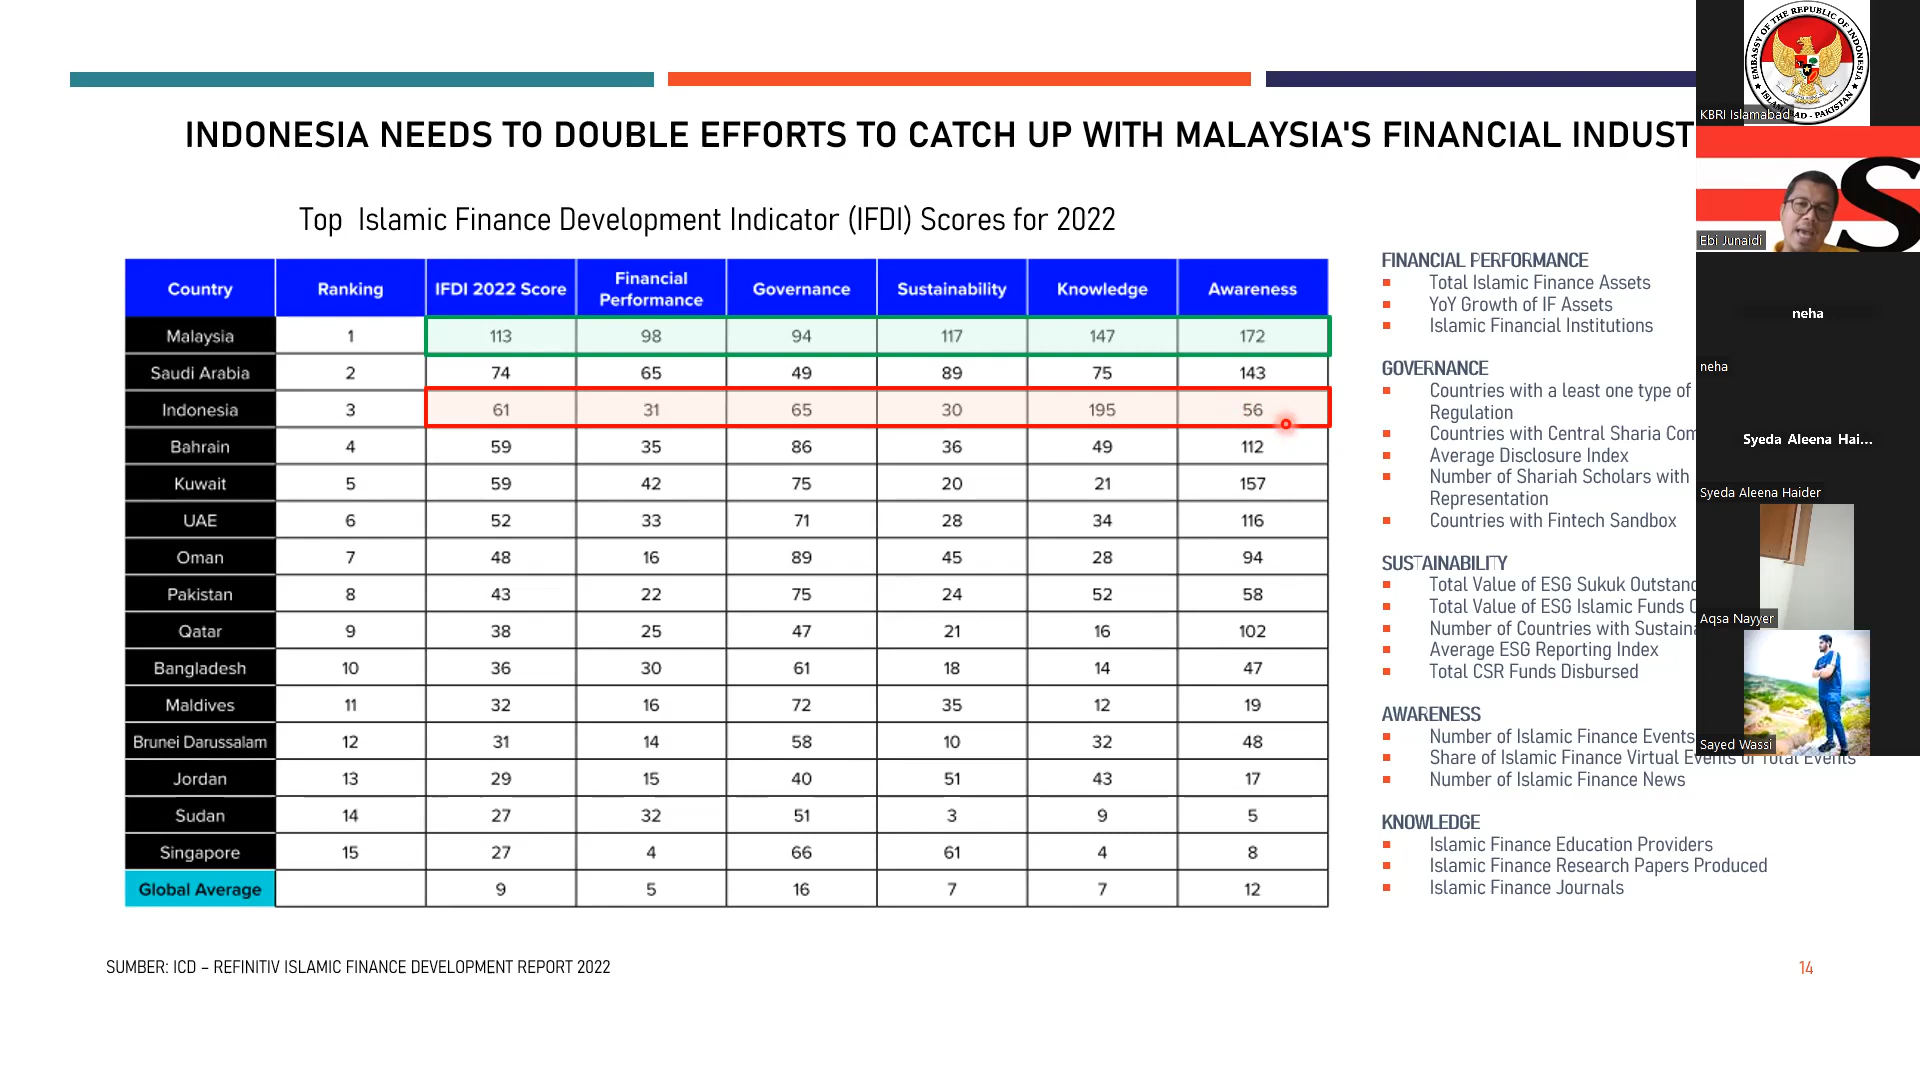 INDONESIA NEEDS TO DOUBLE EFFORTS TO CATCH UP WITH MALAYSIA'S FINANCIAL INDUST
Top Islamic Finance Development Indicator (IFDI) Scores for 2022
Country Ranking IFDI 2022 Score Financial Performance Governance Sustainability Knowledge Awareness
Malaysia 1 113 98 94 117 147 172
Saudi Arabia 2 74 65 49 89 75 143
Indonesia 3 61 31 65 30 195 56
Bahrain 4 59 35 86 36 49 112
Kuwait 5 59 42 75 20 21 157
UAE 6 52 33 71 28 34 116
Oman 7 48 16 89 45 28 94
Pakistan 8 43 22 75 24 52 58
Qatar 9 38 25 47 21 16 102
Bangladesh 10 36 30 61 18 14 47
Maldives 11 32 16 72 35 12 19
Brunei Darussalam 12 31 14 58 10 32 48
Jordan 13 29 15 40 51 43 17
Sudan 14 27 32 51 3 9 5
Singapore 15 27 4 66 61 4 8
Global Average 9 5 16 7 7 12
FINANCIAL PERFORMANCE
Total Islamic Finance Assets
YoY Growth of IF Assets
Islamic Financial Institutions
GOVERNANCE
Countries with a least one type of
Regulation
Countries with Central Sharia Com
Average Disclosure Index
Number of Shariah Scholars with
Representation
Countries with Fintech Sandbox
SUSTAINABILITY
Total Value of ESG Sukuk Outstand
Total Value of ESG Islamic Funds
Number of Countries with Sustaina
Average ESG Reporting Index
Total CSR Funds Disbursed
AWARENESS
Number of Islamic Finance Events
Share of Islamic Finance Virtual Events of Total Events
Number of Islamic Finance News
KNOWLEDGE
Islamic Finance Education Providers
Islamic Finance Research Papers Produced
Islamic Finance Journals
SUMBER: ICD – REFINITIV ISLAMIC FINANCE DEVELOPMENT REPORT 2022
14
EMBASSY OF THE REPUBLIC OF INDONESIA
ISLAMABAD - PAKISTAN
KBRI Islamabad
S
Ebi Junaidi
neha
neha
Syeda Aleena Hai...
Syeda Aleena Haider
Aqsa Nayyer
Sayed Wassi